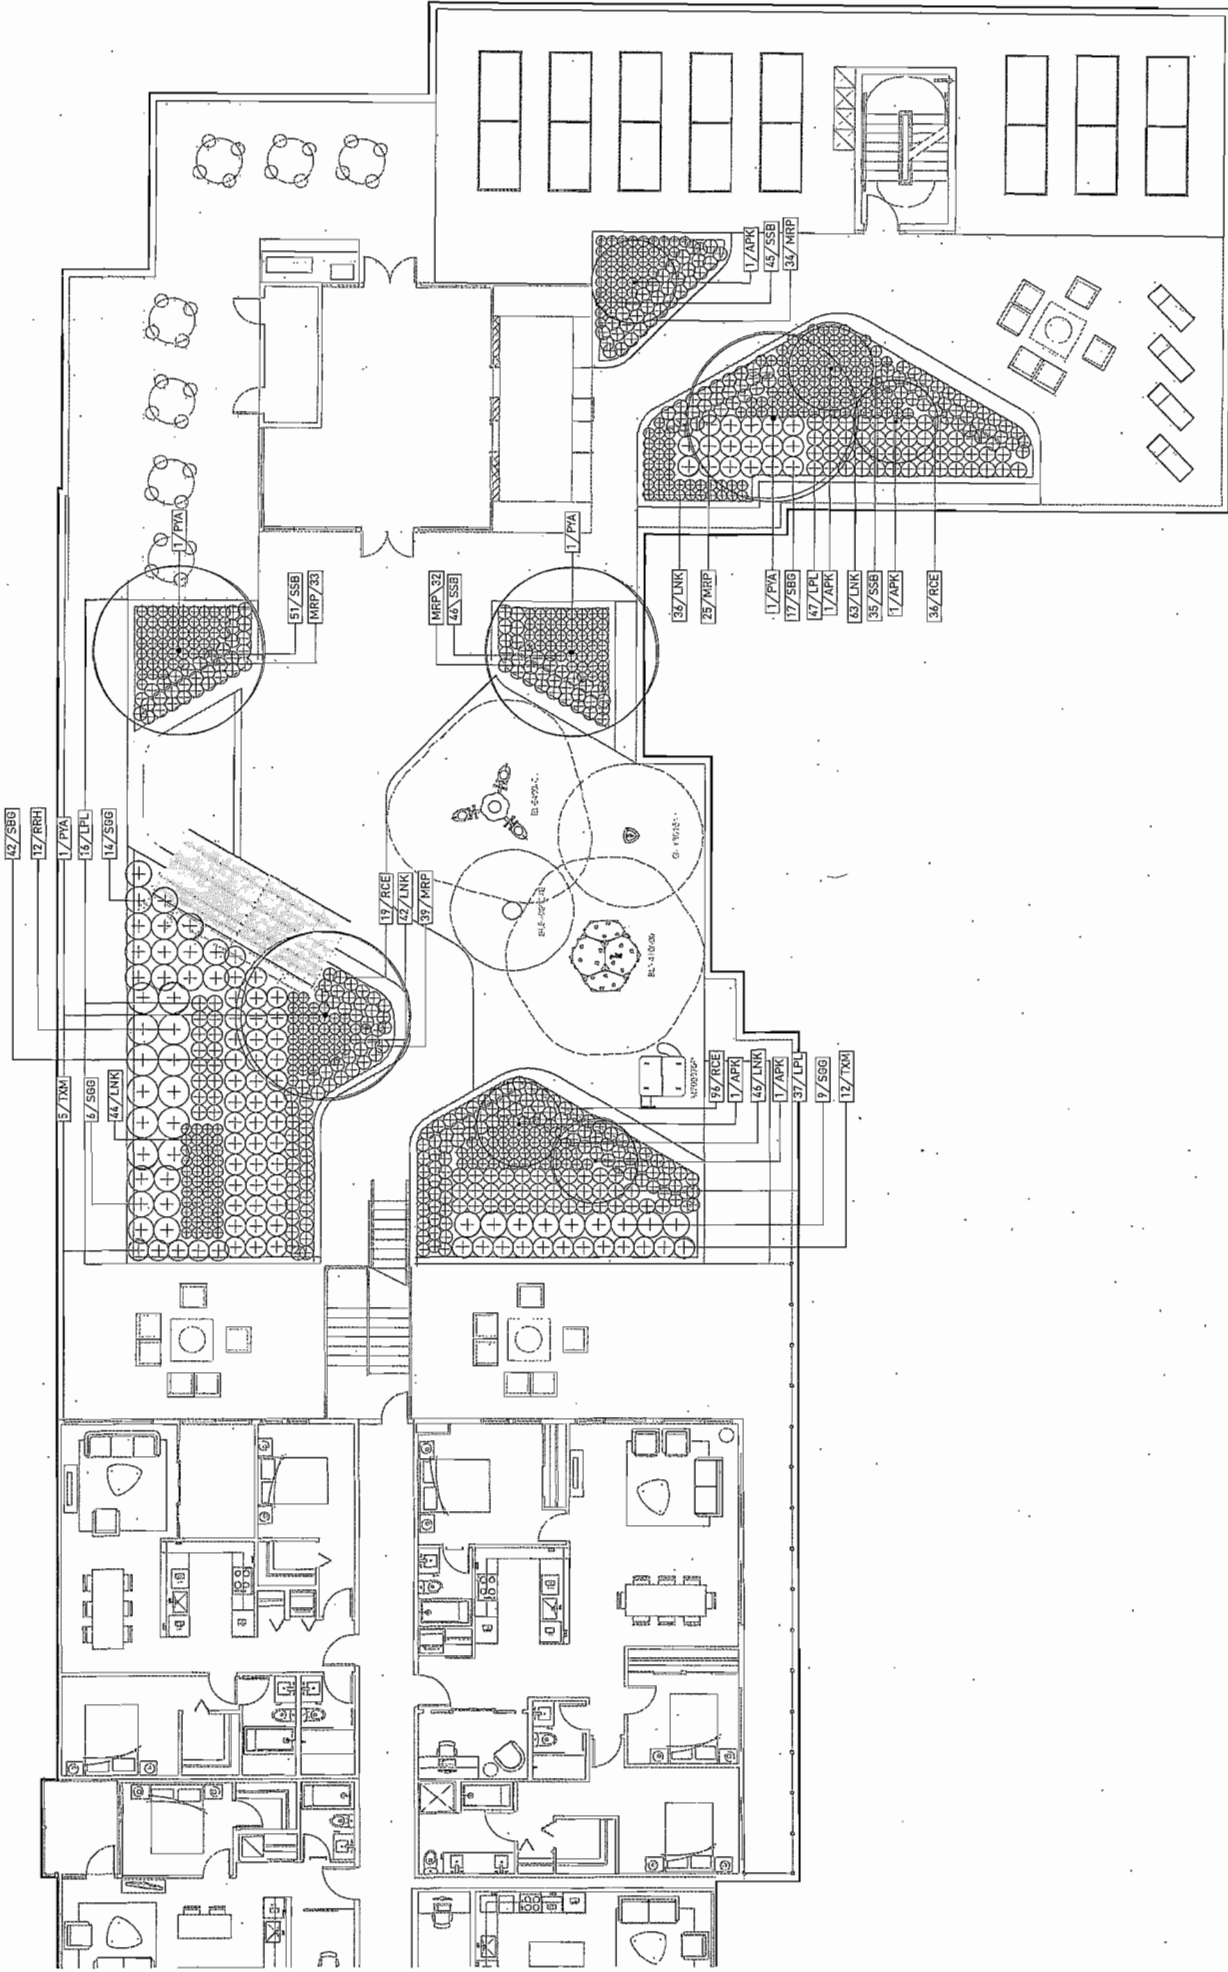 1/APK
45/SSB
34/MRP
1/PYA
1/PYA
36/LNK
25/MRP
1/PYA
17/SBG
47/LPL
1/APK
63/LNK
35/SSB
1/APK
36/RCE
51/SSB
MRP/33
MRP\32
46\SSB
42/SBG
12/RRH
1/PYA
16/LPL
14/SGG
19/RCE
42/LNK
39/MRP
5/TXM
6/SGG
44/LNK
96/RCE
1/APK
46/LNK
1/APK
37/LPL
9/SGG
12/TXM